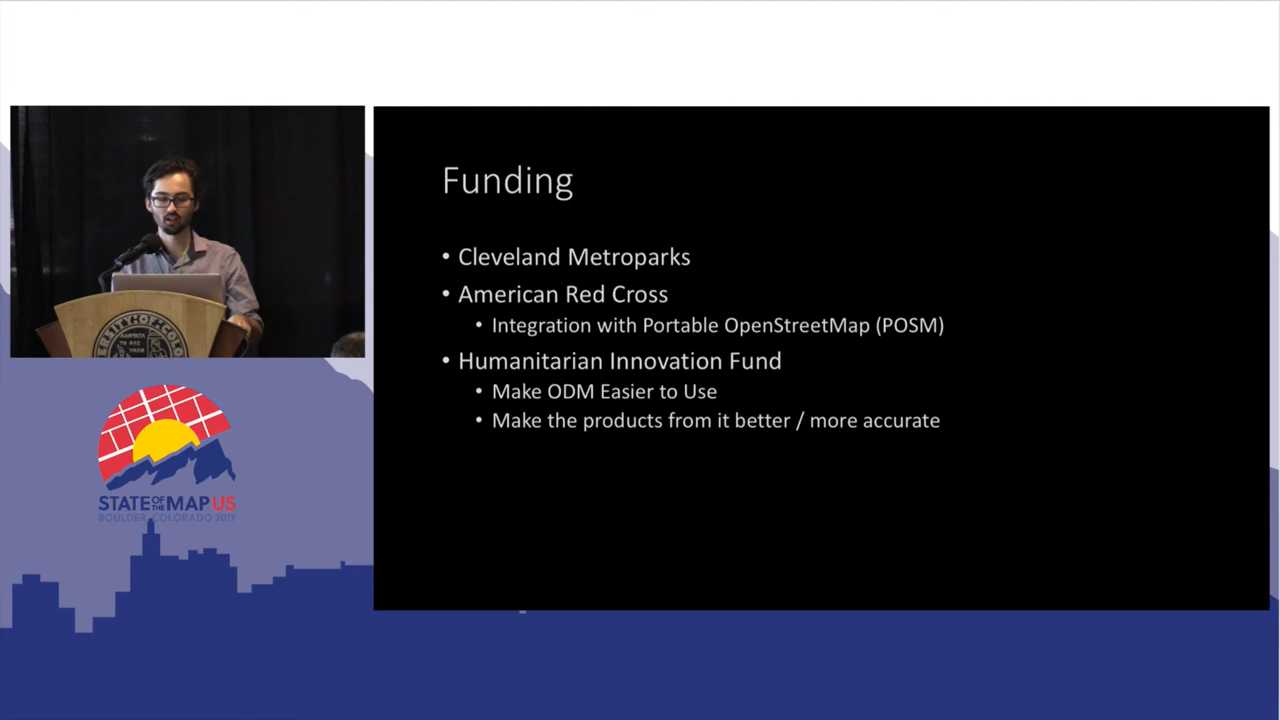 Funding
• Cleveland Metroparks
• American Red Cross
• Integration with Portable OpenStreetMap (POSM)
• Humanitarian Innovation Fund
• Make ODM Easier to Use
• Make the products from it better / more accurate
STATE OF THE MAP US
BOULDER, COLORADO 2017